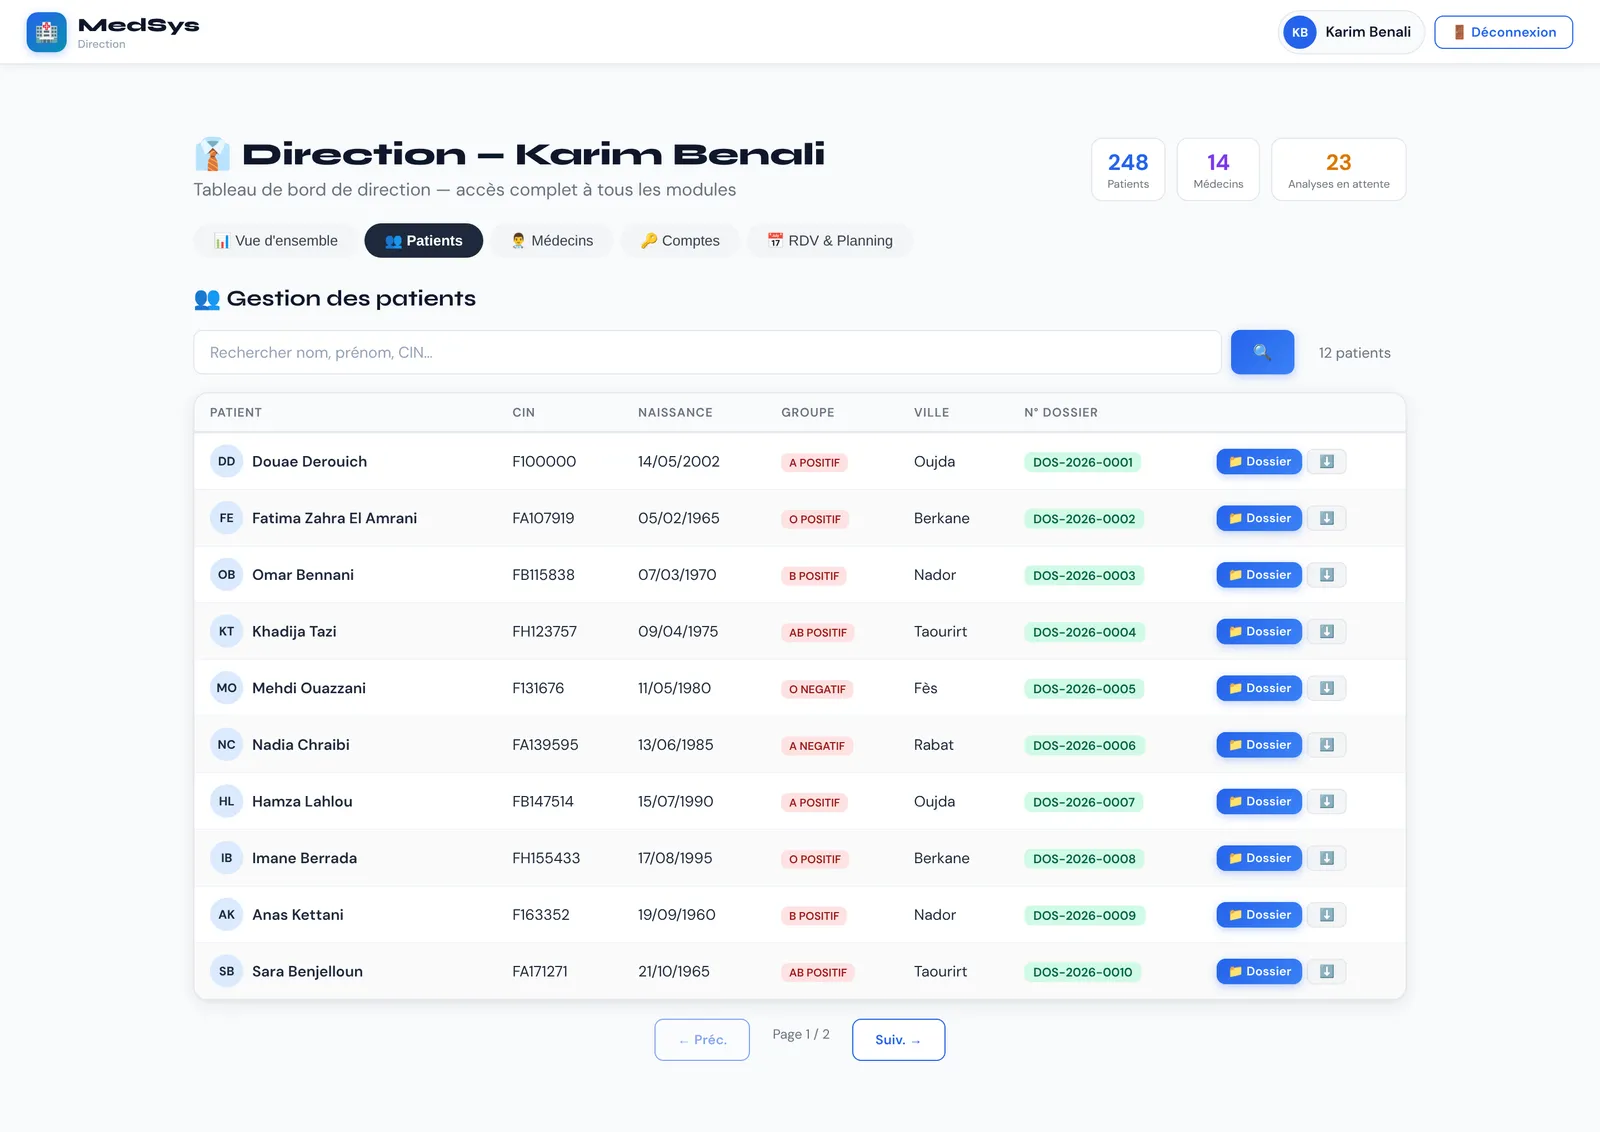 MedSys
Direction
KB Karim Benali
Déconnexion
Direction — Karim Benali
Tableau de bord de direction — accès complet à tous les modules
248
Patients
14
Médecins
23
Analyses en attente
Vue d'ensemble
Patients
Médecins
Comptes
RDV & Planning
Gestion des patients
Rechercher nom, prénom, CIN...
12 patients
PATIENT CIN NAISSANCE GROUPE VILLE N° DOSSIER
DD Douae Derouich F100000 14/05/2002 A POSITIF Oujda DOS-2026-0001 Dossier
FE Fatima Zahra El Amrani FA107919 05/02/1965 O POSITIF Berkane DOS-2026-0002 Dossier
OB Omar Bennani FB115838 07/03/1970 B POSITIF Nador DOS-2026-0003 Dossier
KT Khadija Tazi FH123757 09/04/1975 AB POSITIF Taourirt DOS-2026-0004 Dossier
MO Mehdi Ouazzani F131676 11/05/1980 O NEGATIF Fès DOS-2026-0005 Dossier
NC Nadia Chraibi FA139595 13/06/1985 A NEGATIF Rabat DOS-2026-0006 Dossier
HL Hamza Lahlou FB147514 15/07/1990 A POSITIF Oujda DOS-2026-0007 Dossier
IB Imane Berrada FH155433 17/08/1995 O POSITIF Berkane DOS-2026-0008 Dossier
AK Anas Kettani F163352 19/09/1960 B POSITIF Nador DOS-2026-0009 Dossier
SB Sara Benjelloun FA171271 21/10/1965 AB POSITIF Taourirt DOS-2026-0010 Dossier
← Préc. Page 1 / 2 Suiv. →